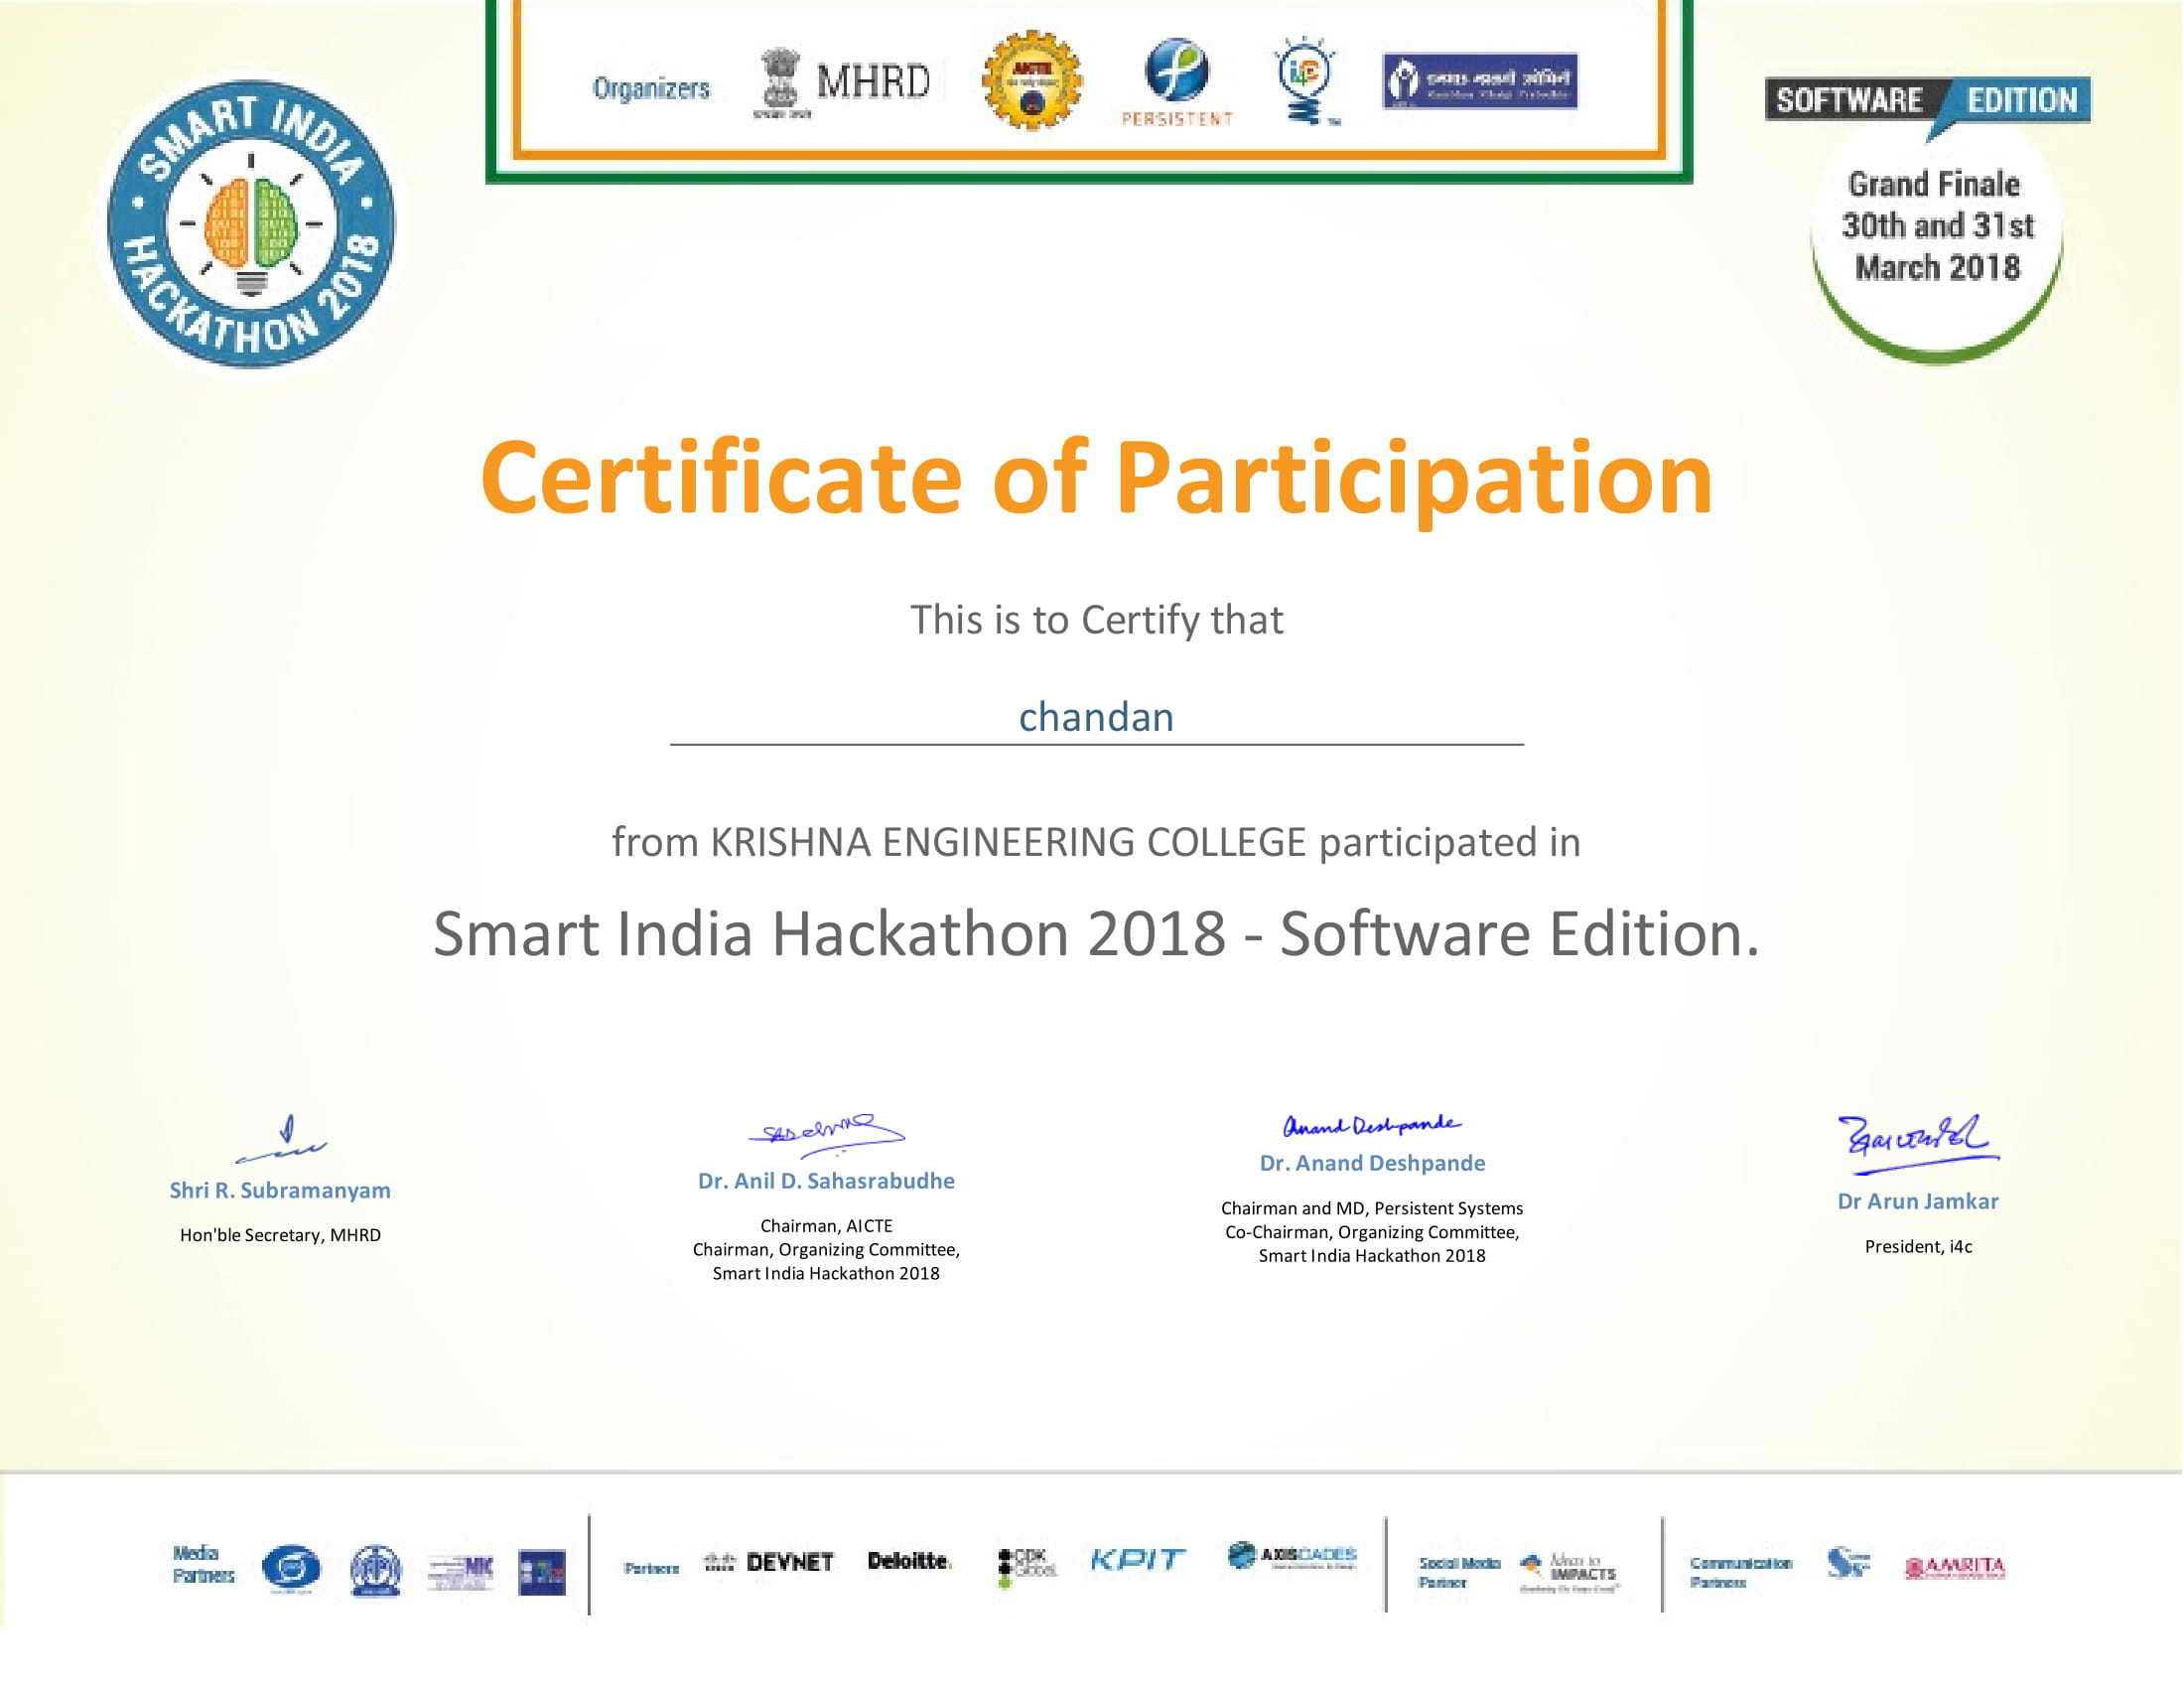 Organizers
MHRD
AICTE
PERSISTENT
i4c
SMART INDIA
HACKATHON 2018
SOFTWARE EDITION
Grand Finale
30th and 31st
March 2018
Certificate of Participation
This is to Certify that
chandan
from KRISHNA ENGINEERING COLLEGE participated in
Smart India Hackathon 2018 - Software Edition.
Anand Deshpande
Shri R. Subramanyam
Hon'ble Secretary, MHRD
Dr. Anil D. Sahasrabudhe
Chairman, AICTE
Chairman, Organizing Committee,
Smart India Hackathon 2018
Dr. Anand Deshpande
Chairman and MD, Persistent Systems
Co-Chairman, Organizing Committee,
Smart India Hackathon 2018
Dr Arun Jamkar
President, i4c
Media
Partners
NIC
Partners
DEVNET
Deloitte.
GDK
Global
KPIT
AXISCADES
Social Media
Partner
Ideas to
IMPACTS
Communication
Partners
AMRITA